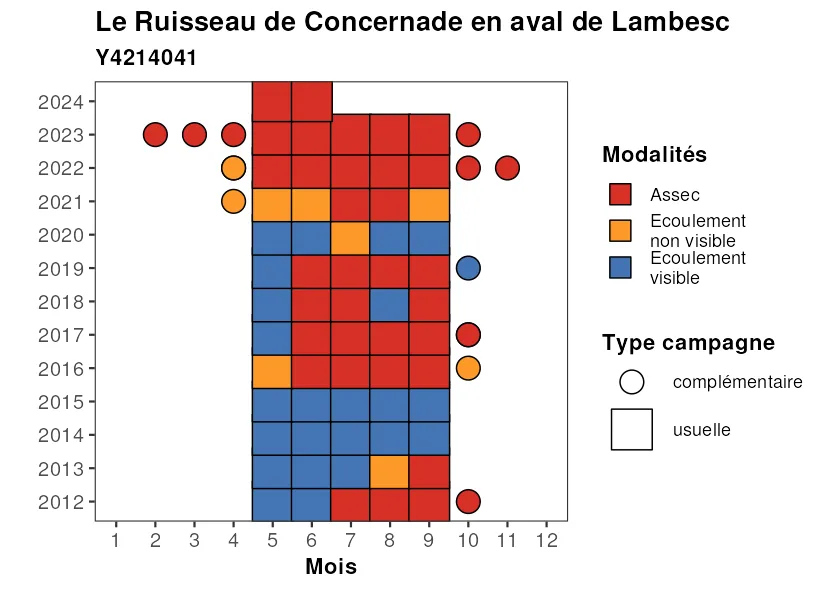 Le Ruisseau de Concernade en aval de Lambesc
Y4214041
2024
2023
2022
2021
2020
2019
2018
2017
2016
2015
2014
2013
2012
1 2 3 4 5 6 7 8 9 10 11 12
Mois
Modalités
Assec
Ecoulement
non visible
Ecoulement
visible
Type campagne
complémentaire
usuelle